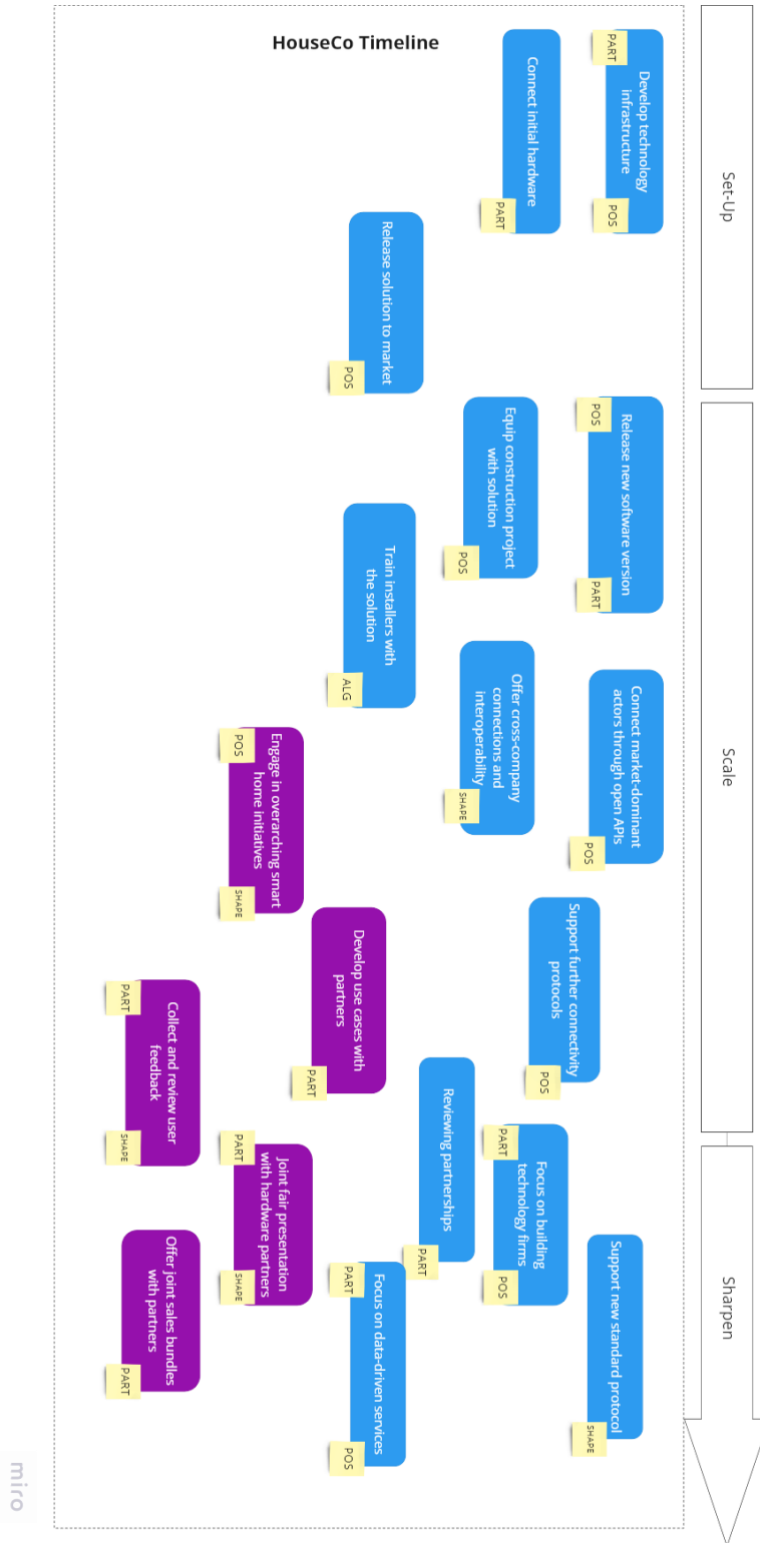 HouseCo Timeline
Set-Up
Scale
Sharpen
PART
Develop technology
infrastructure
POS
Connect initial hardware
PART
Release solution to market
POS
POS
Release new software version
PART
Equip construction project
with solution
POS
Train installers with
the solution
ALG
Connect market-dominant
actors through open APIs
POS
Offer cross-company
connections and
interoperability
SHAPE
POS
Engage in overarching smart
home initiatives
SHAPE
Support further connectivity
protocols
POS
Develop use cases with
partners
PART
PART
Collect and review user
feedback
SHAPE
Reviewing partnerships
PART
PART
Focus on building
technology firms
POS
PART
Joint fair presentation
with hardware partners
SHAPE
Support new standard protocol
SHAPE
PART
Focus on data-driven services
POS
Offer joint sales bundles
with partners
PART
miro